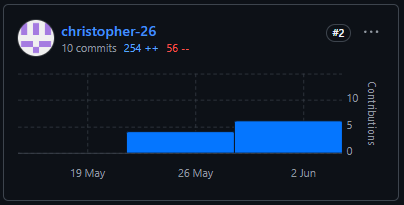 christopher-26
#2
10 commits 254 ++ 56 --
Contributions
10
5
0
19 May 26 May 2 Jun